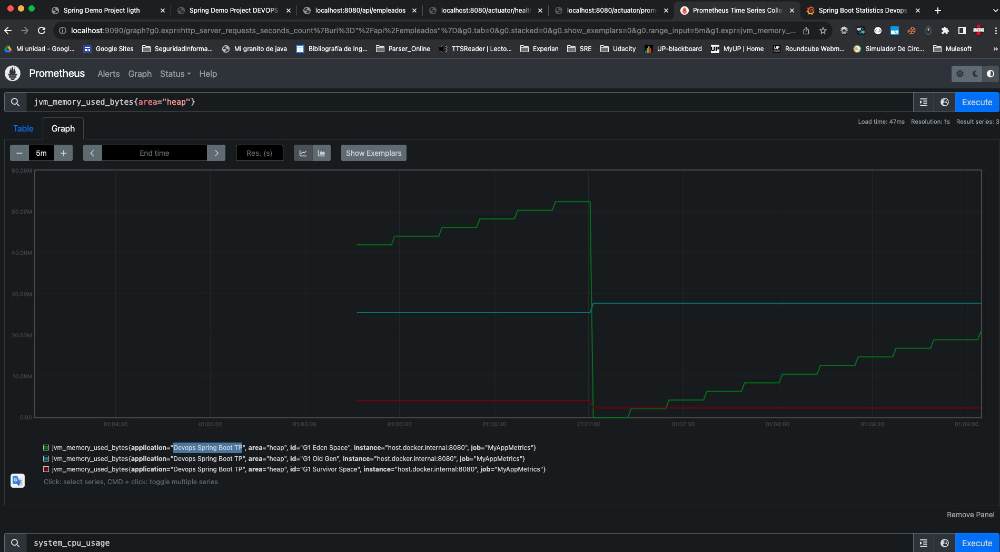 Spring Demo Project ligth
Spring Demo Project DEVOPS
localhost:8080/api/empleados
localhost:8080/actuator/healt
localhost:8080/actuator/prom
Prometheus Time Series Colle
Spring Boot Statistics Devops
localhost:9090/graph?g0.expr=http_server_requests_seconds_count%7Buri%3D"%2Fapi%2Fempleados"%7D&g0.tab=0&g0.stacked=0&g0.show_exemplars=0&g0.range_input=5m&g1.expr=jvm_memory_...
Mi unidad - Googl...
Google Sites
SeguridadInforma...
Mi granito de java
Bibliografía de Ing...
Parser_Online
TTSReader | Lecto...
Experian
SRE
Udacity
UP-blackboard
MyUP | Home
Roundcube Webm...
Simulador De Circ...
Mulesoft
»
Prometheus
Alerts
Graph
Status
Help
jvm_memory_used_bytes{area="heap"}
Execute
Table
Graph
Load time: 47ms
Resolution: 1s
Result series: 3
5m
End time
Res. (s)
Show Exemplars
60.00M
50.00M
40.00M
30.00M
20.00M
10.00M
0.00
01:04:30
01:05:00
01:05:30
01:06:00
01:06:30
01:07:00
01:07:30
01:08:00
01:08:30
01:09:00
jvm_memory_used_bytes{application="Devops Spring Boot TP", area="heap", id="G1 Eden Space", instance="host.docker.internal:8080", job="MyAppMetrics"}
jvm_memory_used_bytes{application="Devops Spring Boot TP", area="heap", id="G1 Old Gen", instance="host.docker.internal:8080", job="MyAppMetrics"}
jvm_memory_used_bytes{application="Devops Spring Boot TP", area="heap", id="G1 Survivor Space", instance="host.docker.internal:8080", job="MyAppMetrics"}
Click: select series, CMD + click: toggle multiple series
Remove Panel
system_cpu_usage
Execute